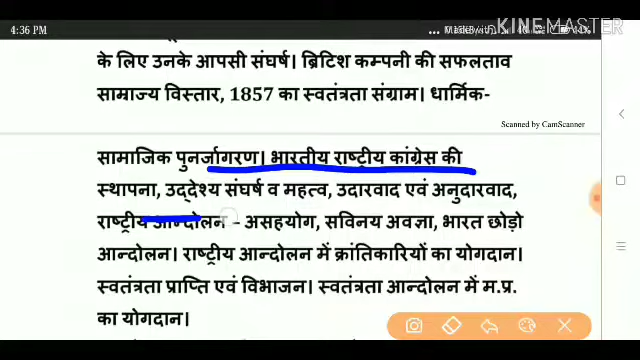 4:36 PM
Made with
KINEMASTER
के लिए उनके आपसी संघर्ष। ब्रिटिश कम्पनी की सफलताव
साम्राज्य विस्तार, 1857 का स्वतंत्रता संग्राम। धार्मिक-
Scanned by CamScanner
सामाजिक पुनर्जागरण। भारतीय राष्ट्रीय कांग्रेस की
स्थापना, उद्देश्य संघर्ष व महत्व, उदारवाद एवं अनुदारवाद,
राष्ट्रीय आन्दोलन – असहयोग, सविनय अवज्ञा, भारत छोड़ो
आन्दोलन। राष्ट्रीय आन्दोलन में क्रांतिकारियों का योगदान।
स्वतंत्रता प्राप्ति एवं विभाजन। स्वतंत्रता आन्दोलन में म.प्र.
का योगदान।